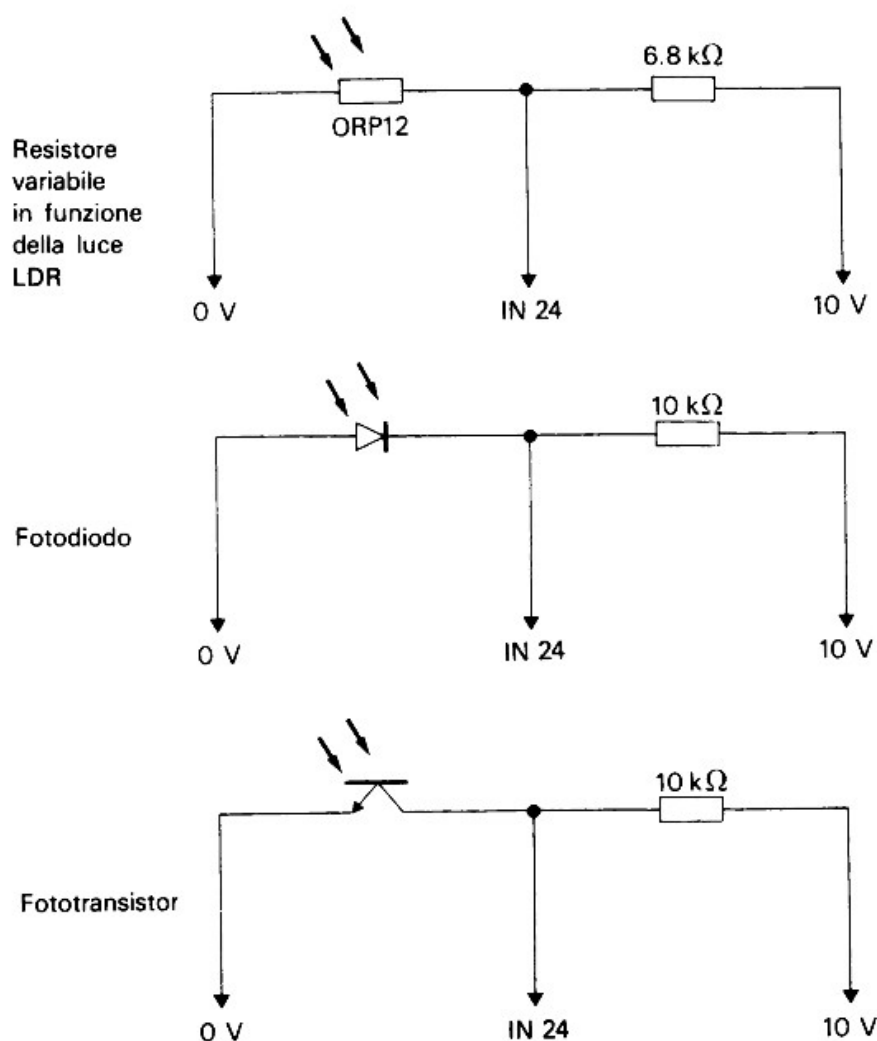 6.8 kΩ
ORP12
Resistore
variabile
in funzione
della luce
LDR
0 V
IN 24
10 V
10 kΩ
Fotodiodo
0 V
IN 24
10 V
10 kΩ
Fototransistor
0 V
IN 24
10 V